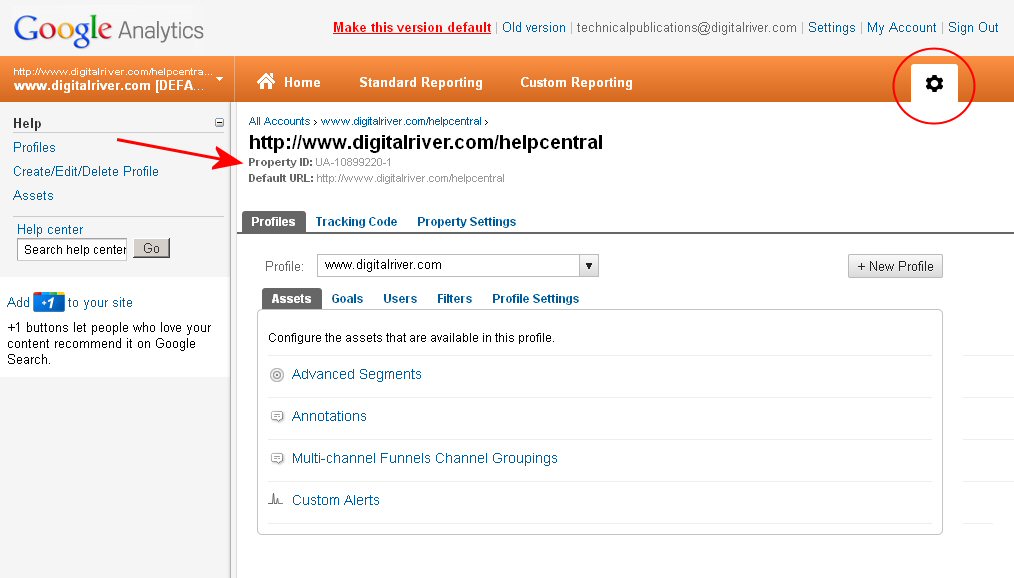 Google Analytics
Make this version default | Old version | technicalpublications@digitalriver.com | Settings | My Account | Sign Out
http://www.digitalriver.com/helpcentra...
www.digitalriver.com [DEFA...
Home Standard Reporting Custom Reporting
Help
Profiles
Create/Edit/Delete Profile
Assets
Help center
Search help center Go
Add +1 to your site
+1 buttons let people who love your
content recommend it on Google
Search.
All Accounts › www.digitalriver.com/helpcentral ›
http://www.digitalriver.com/helpcentral
Property ID: UA-10899220-1
Default URL: http://www.digitalriver.com/helpcentral
Profiles Tracking Code Property Settings
Profile: www.digitalriver.com + New Profile
Assets Goals Users Filters Profile Settings
Configure the assets that are available in this profile.
Advanced Segments
Annotations
Multi-channel Funnels Channel Groupings
Custom Alerts